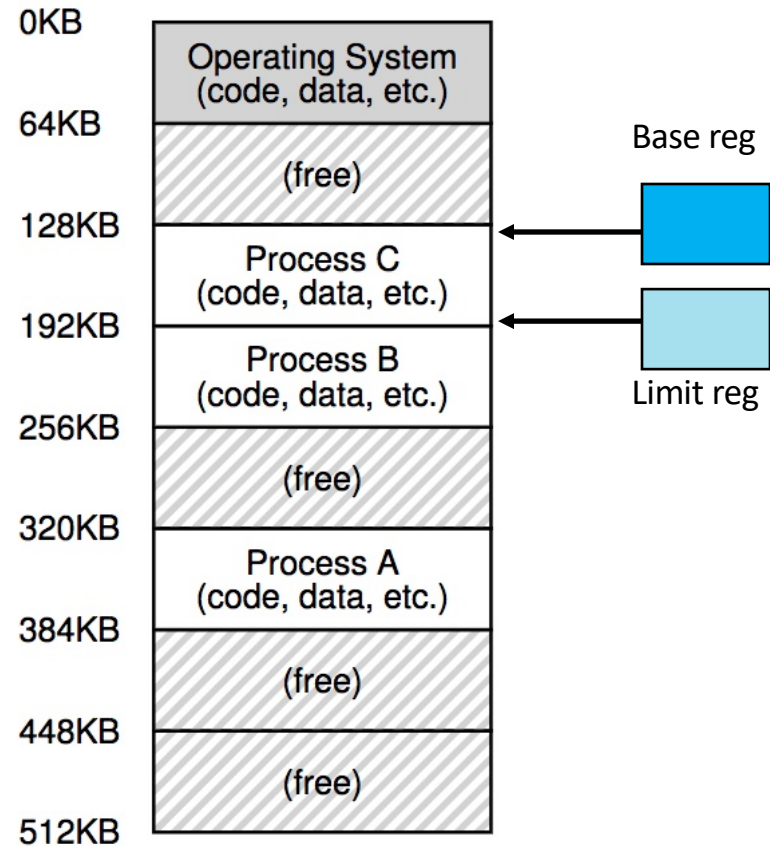 0KB
Operating System
(code, data, etc.)
64KB
Base reg
(free)
128KB
Process C
(code, data, etc.)
192KB
Process B
(code, data, etc.)
Limit reg
256KB
(free)
320KB
Process A
(code, data, etc.)
384KB
(free)
448KB
(free)
512KB